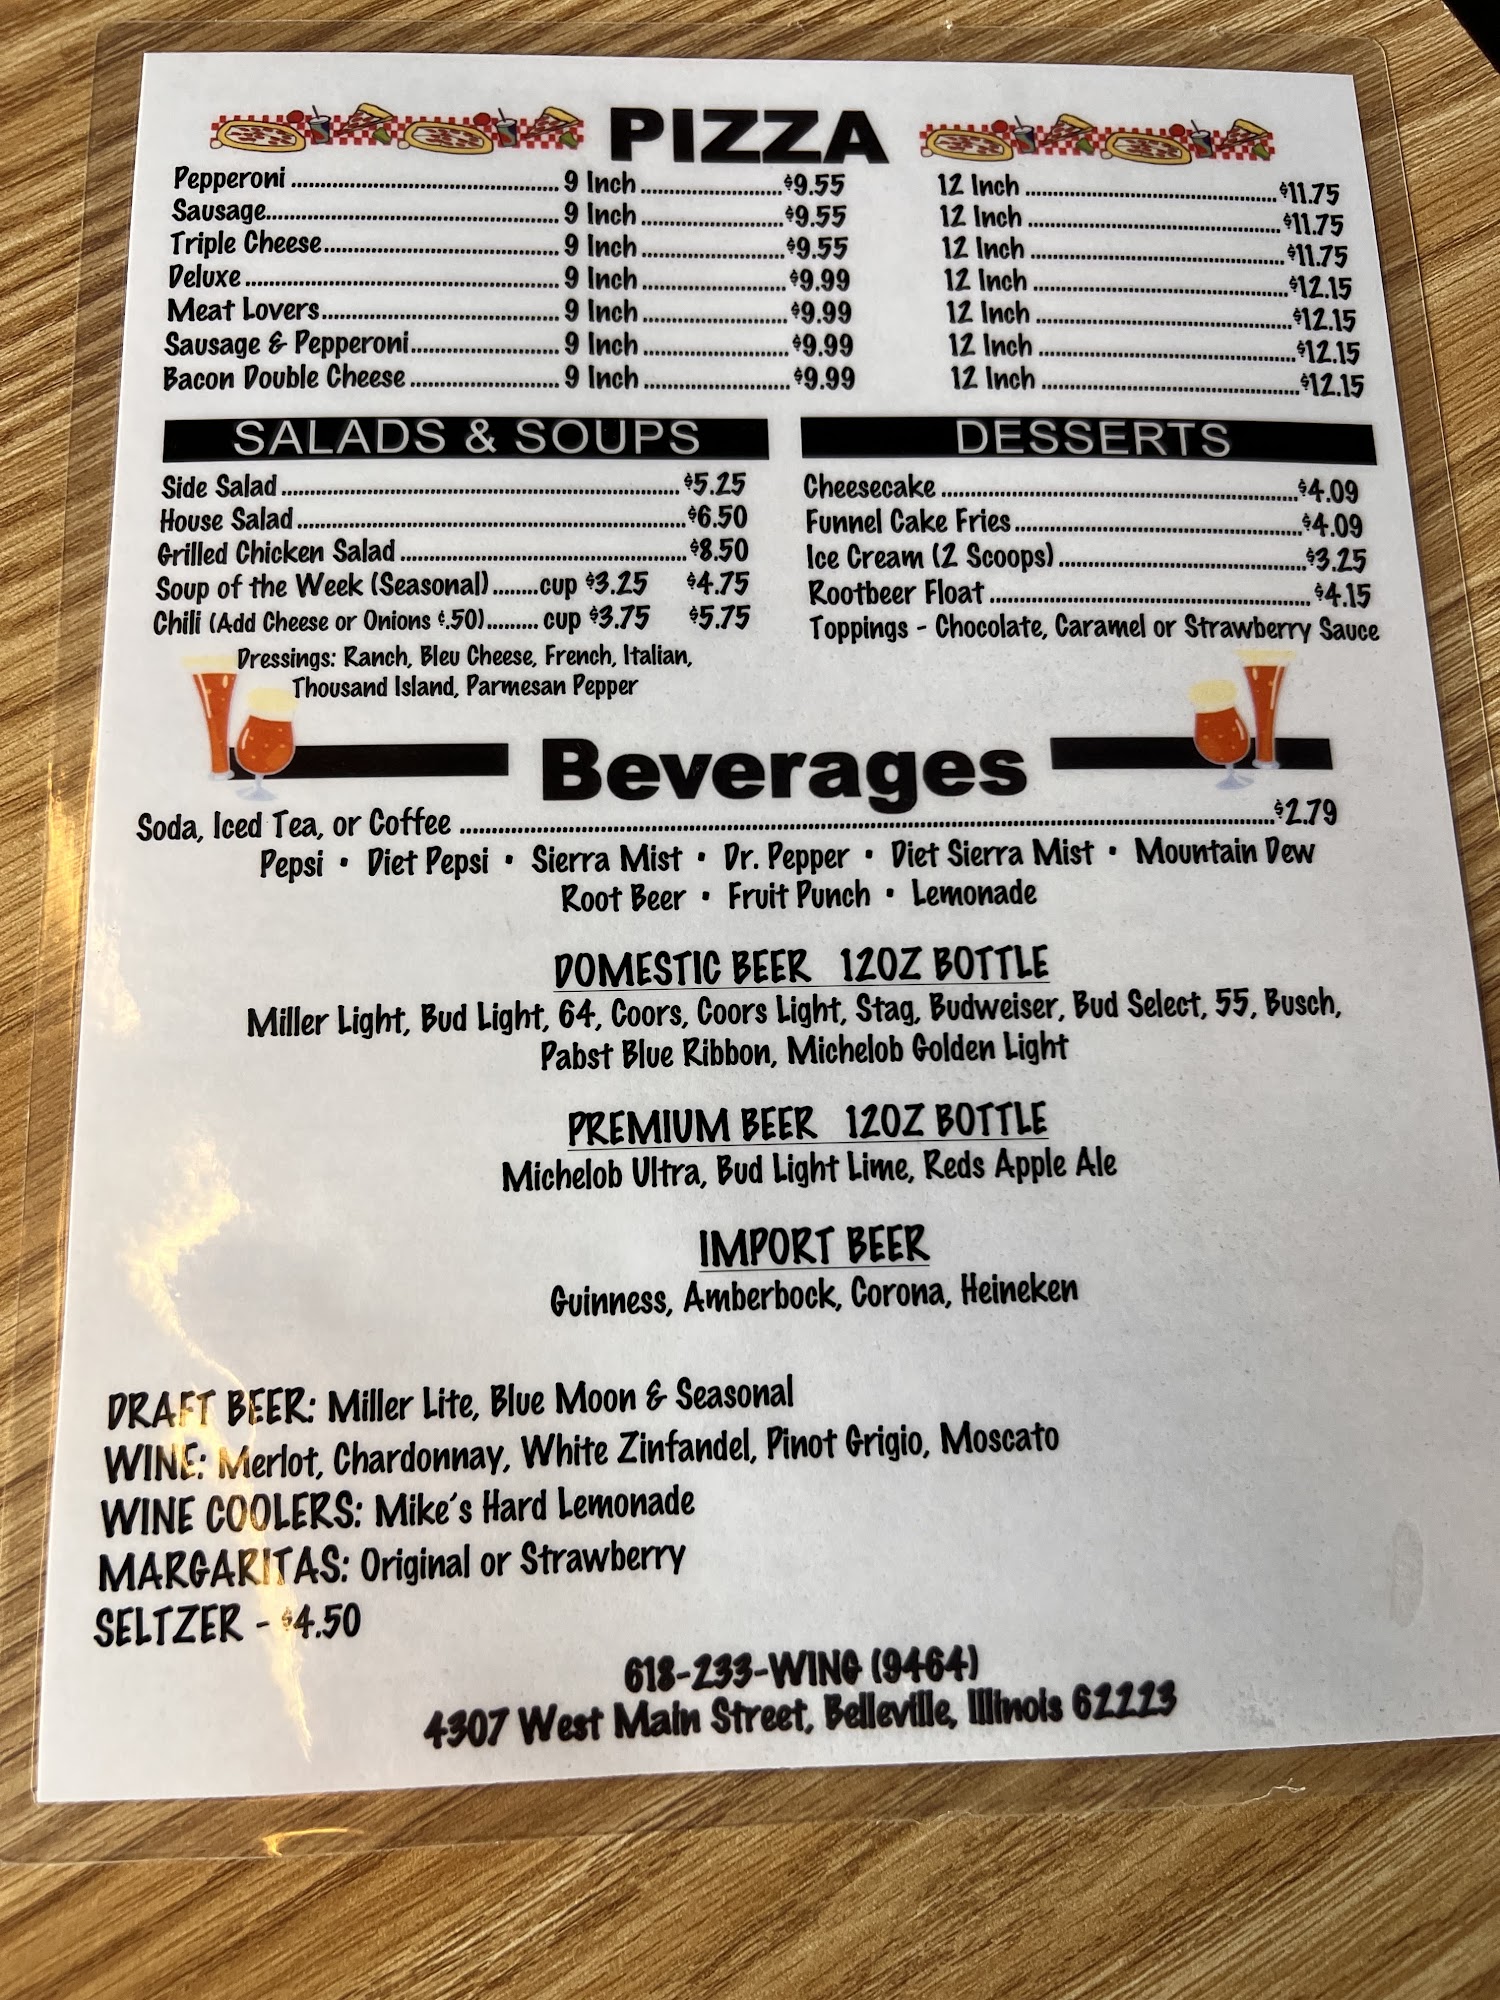 PIZZA
Pepperoni 9 Inch $9.55 12 Inch $11.75
Sausage 9 Inch $9.55 12 Inch $11.75
Triple Cheese 9 Inch $9.55 12 Inch $11.75
Deluxe 9 Inch $9.99 12 Inch $12.15
Meat Lovers 9 Inch $9.99 12 Inch $12.15
Sausage & Pepperoni 9 Inch $9.99 12 Inch $12.15
Bacon Double Cheese 9 Inch $9.99 12 Inch $12.15
SALADS & SOUPS
Side Salad $5.25
House Salad $6.50
Grilled Chicken Salad $8.50
Soup of the Week (Seasonal) cup $3.25 $4.75
Chili (Add Cheese or Onions ¢.50) cup $3.75 $5.75
Dressings: Ranch, Bleu Cheese, French, Italian,
Thousand Island, Parmesan Pepper
DESSERTS
Cheesecake $4.09
Funnel Cake Fries $4.09
Ice Cream (2 Scoops) $3.25
Rootbeer Float $4.15
Toppings - Chocolate, Caramel or Strawberry Sauce
Beverages
Soda, Iced Tea, or Coffee $2.79
Pepsi • Diet Pepsi • Sierra Mist • Dr. Pepper • Diet Sierra Mist • Mountain Dew
Root Beer • Fruit Punch • Lemonade
DOMESTIC BEER 12OZ BOTTLE
Miller Light, Bud Light, 64, Coors, Coors Light, Stag, Budweiser, Bud Select, 55, Busch,
Pabst Blue Ribbon, Michelob Golden Light
PREMIUM BEER 12OZ BOTTLE
Michelob Ultra, Bud Light Lime, Reds Apple Ale
IMPORT BEER
Guinness, Amberbock, Corona, Heineken
DRAFT BEER: Miller Lite, Blue Moon & Seasonal
WINE: Merlot, Chardonnay, White Zinfandel, Pinot Grigio, Moscato
WINE COOLERS: Mike's Hard Lemonade
MARGARITAS: Original or Strawberry
SELTZER - $4.50
618-233-WING (9464)
4307 West Main Street, Belleville, Illinois 62223